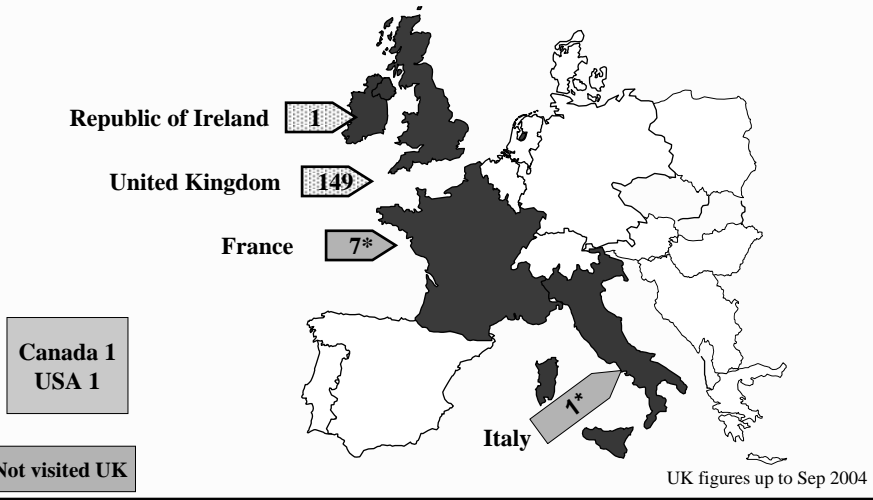 Republic of Ireland 1
United Kingdom 149
France 7*
Canada 1
USA 1
Italy 1*
Not visited UK
UK figures up to Sep 2004